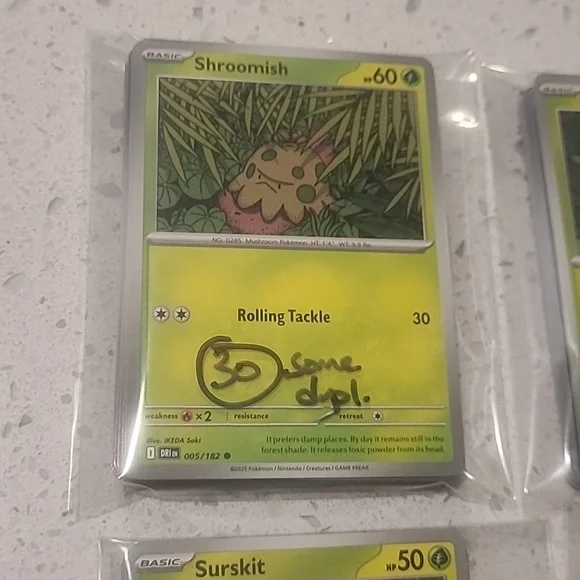 BASIC Shroomish HP60
NO. 0285 Mushroom Pokémon HT: 1'4" WT: 9.9 lbs
Rolling Tackle 30
30 some
dupl.
weakness ×2 resistance retreat
Illus. IKEDA Saki
It prefers damp places. By day it remains still in the
forest shade. It releases toxic powder from its head.
I DRI EN 005/182
©2025 Pokémon / Nintendo / Creatures / GAME FREAK
BASIC
BASIC Surskit HP50